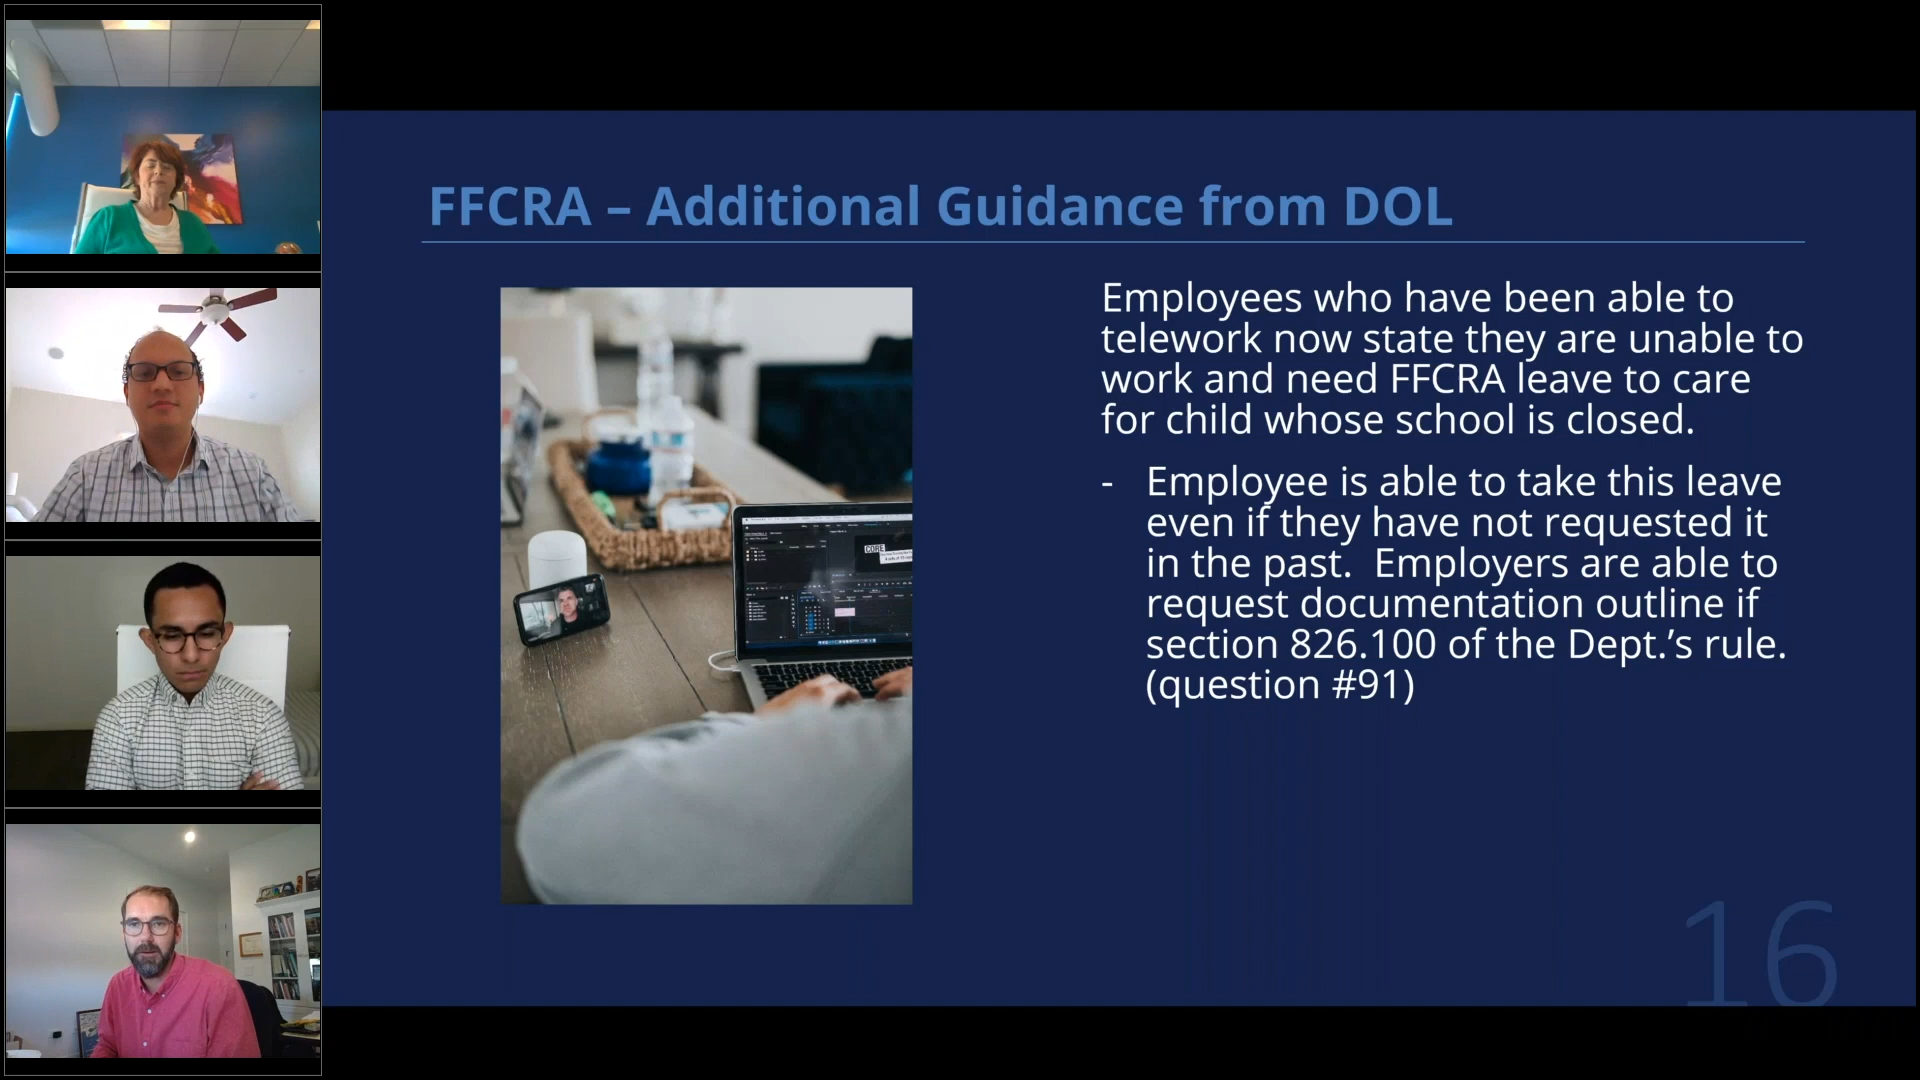 FFCRA – Additional Guidance from DOL
Employees who have been able to
telework now state they are unable to
work and need FFCRA leave to care
for child whose school is closed.
- Employee is able to take this leave
even if they have not requested it
in the past.  Employers are able to
request documentation outline if
section 826.100 of the Dept.’s rule.
(question #91)
CORE
16